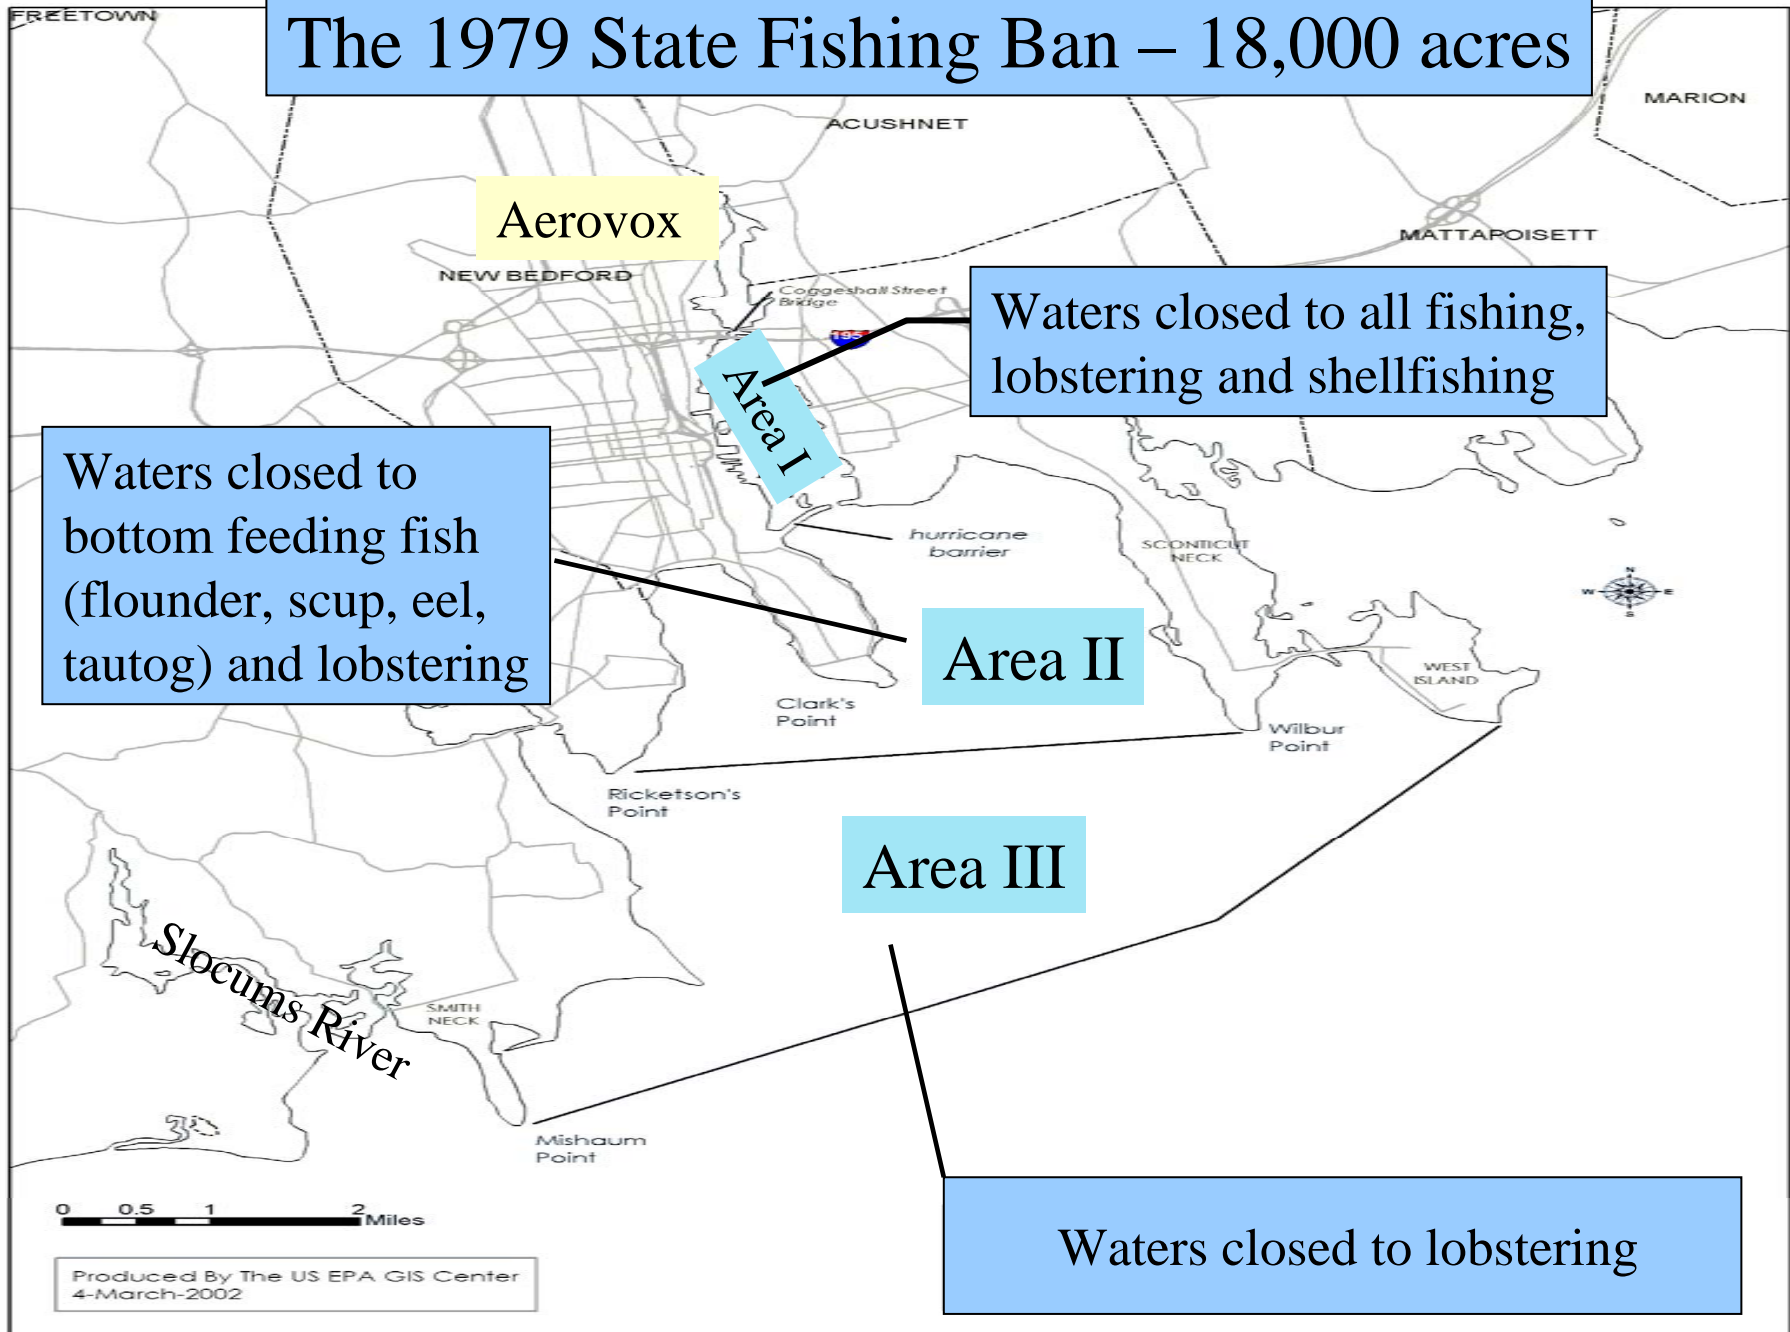 The 1979 State Fishing Ban – 18,000 acres
FREETOWN
MARION
ACUSHNET
Aerovox
MATTAPOISETT
NEW BEDFORD
Coggeshall Street
Bridge
195
Waters closed to all fishing,
lobstering and shellfishing
Area I
Waters closed to
bottom feeding fish
(flounder, scup, eel,
tautog) and lobstering
hurricane
barrier
SCONTICUT
NECK
N
W
E
S
Area II
WEST
ISLAND
Clark's
Point
Wilbur
Point
Ricketson's
Point
Area III
Slocums River
SMITH
NECK
Mishaum
Point
0 0.5 1 2 Miles
Waters closed to lobstering
Produced By The US EPA GIS Center
4-March-2002